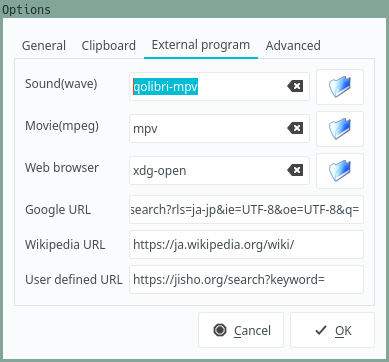 Options
General Clipboard External program Advanced
Sound(wave) qolibri-mpv
Movie(mpeg) mpv
Web browser xdg-open
Google URL search?rls=ja-jp&ie=UTF-8&oe=UTF-8&q=
Wikipedia URL https://ja.wikipedia.org/wiki/
User defined URL https://jisho.org/search?keyword=
Cancel OK